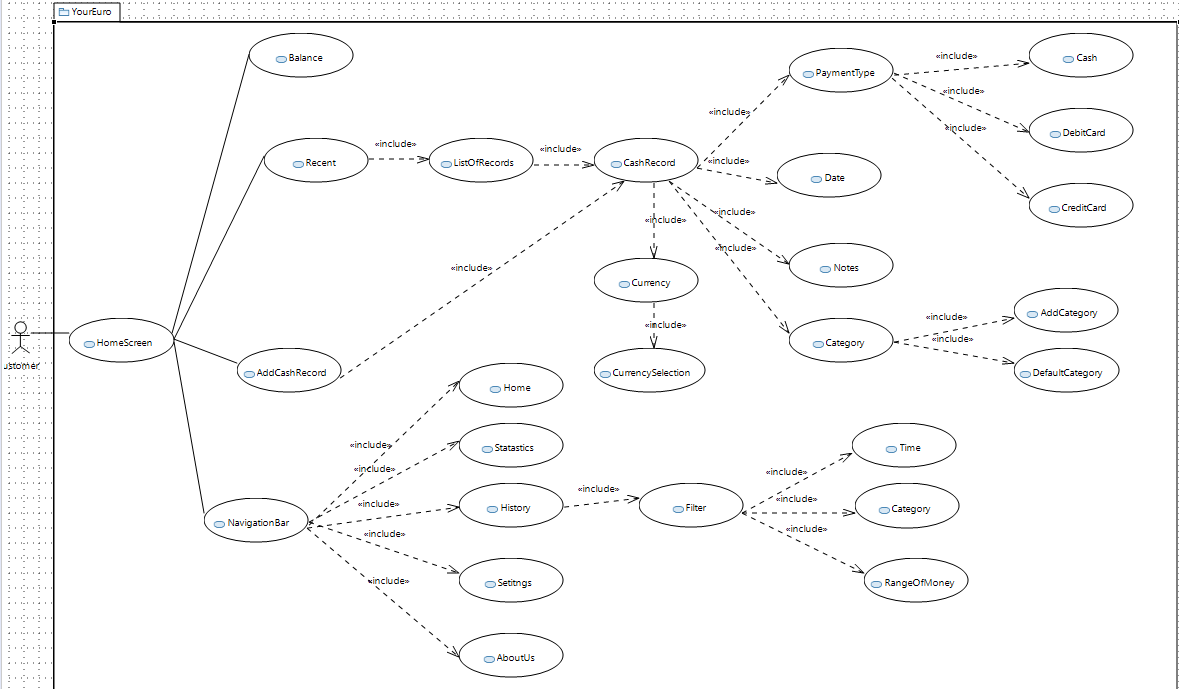 YourEuro
Balance
PaymentType
«include»
Cash
«include»
DebitCard
«include»
CreditCard
«include»
Recent
«include»
ListOfRecords
«include»
CashRecord
«include»
Date
«include»
Notes
«include»
«include»
Currency
«include»
CurrencySelection
«include»
Category
«include»
AddCategory
«include»
DefaultCategory
ustomer
HomeScreen
AddCashRecord
Home
«include»
Statastics
«include»
History
«include»
«include»
Filter
«include»
Time
«include»
Category
«include»
RangeOfMoney
NavigationBar
«include»
Setitngs
«include»
AboutUs